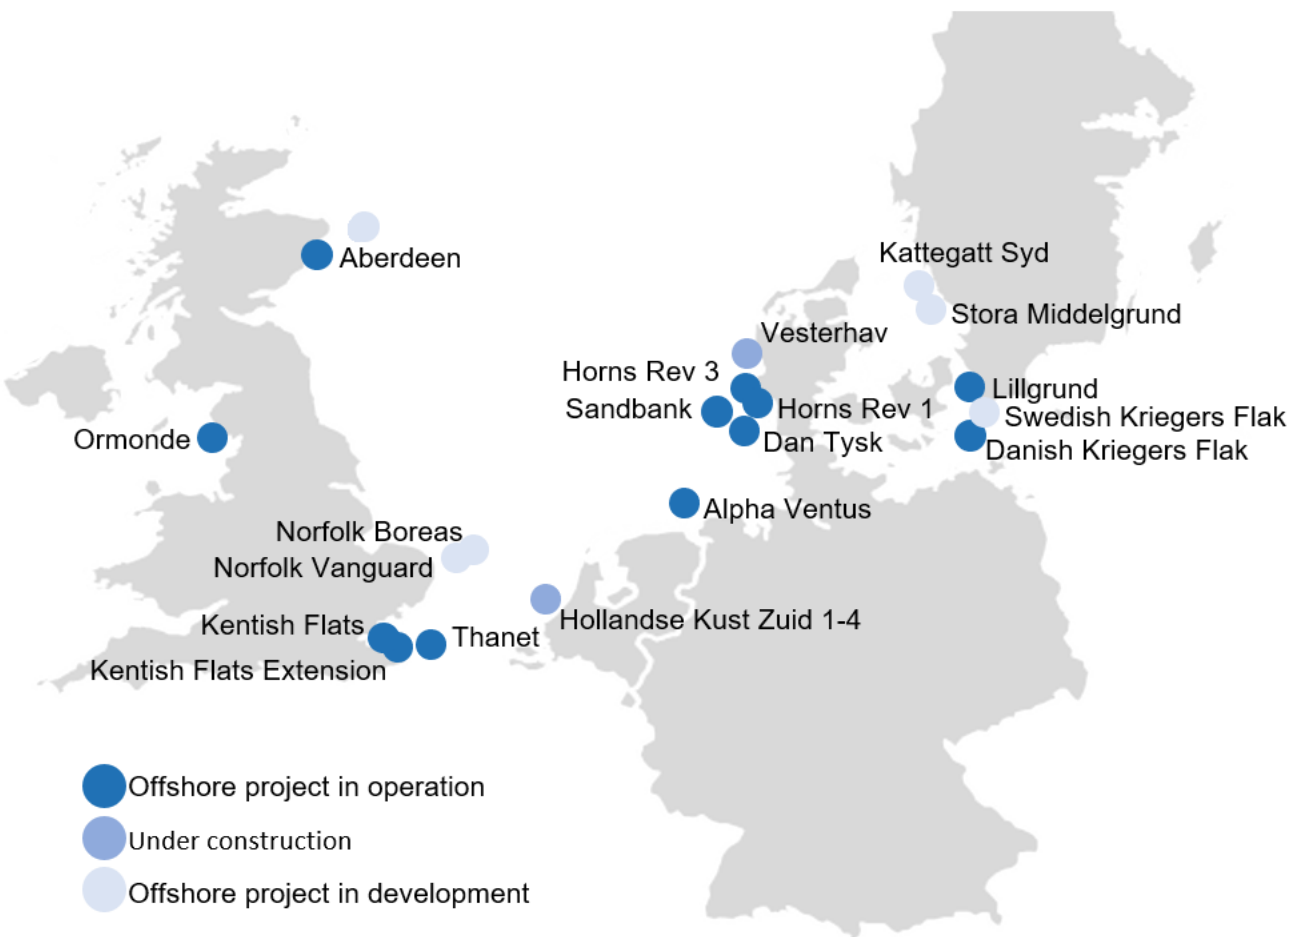 Kattegatt Syd
Aberdeen
Stora Middelgrund
Vesterhav
Horns Rev 3
Lillgrund
Sandbank
Horns Rev 1
Swedish Kriegers Flak
Ormonde
Dan Tysk
Danish Kriegers Flak
Alpha Ventus
Norfolk Boreas
Norfolk Vanguard
Hollandse Kust Zuid 1-4
Kentish Flats
Thanet
Kentish Flats Extension
Offshore project in operation
Under construction
Offshore project in development